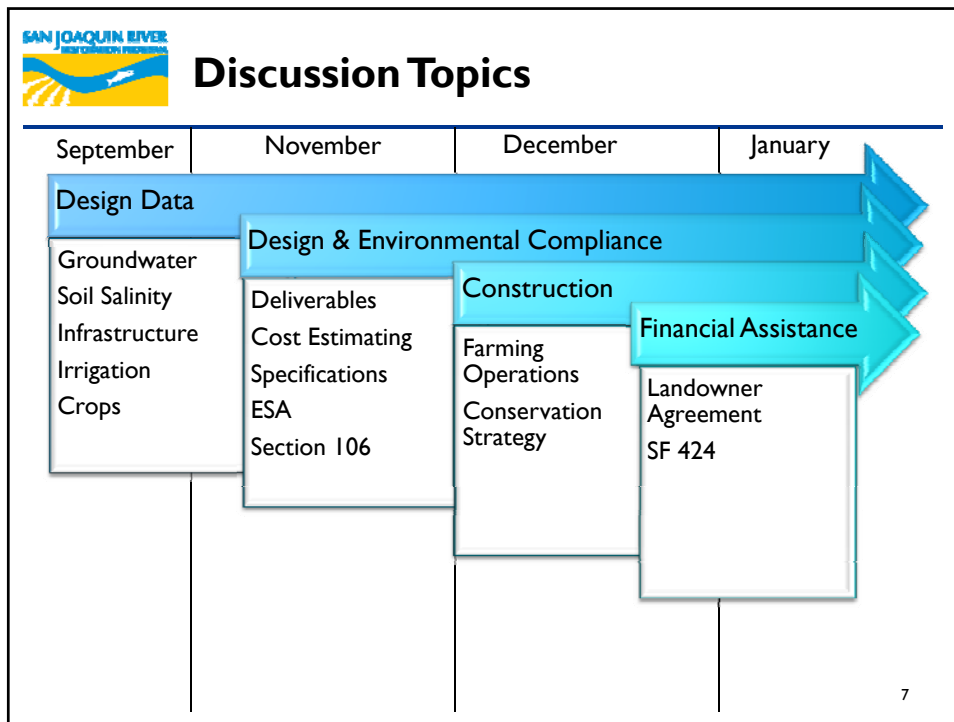 SAN JOAQUIN RIVER
RESTORATION PROGRAM
Discussion Topics
September
November
December
January
Design Data
Design & Environmental Compliance
Construction
Financial Assistance
Groundwater
Soil Salinity
Infrastructure
Irrigation
Crops
Deliverables
Cost Estimating
Specifications
ESA
Section 106
Farming
Operations
Conservation
Strategy
Landowner
Agreement
SF 424
7